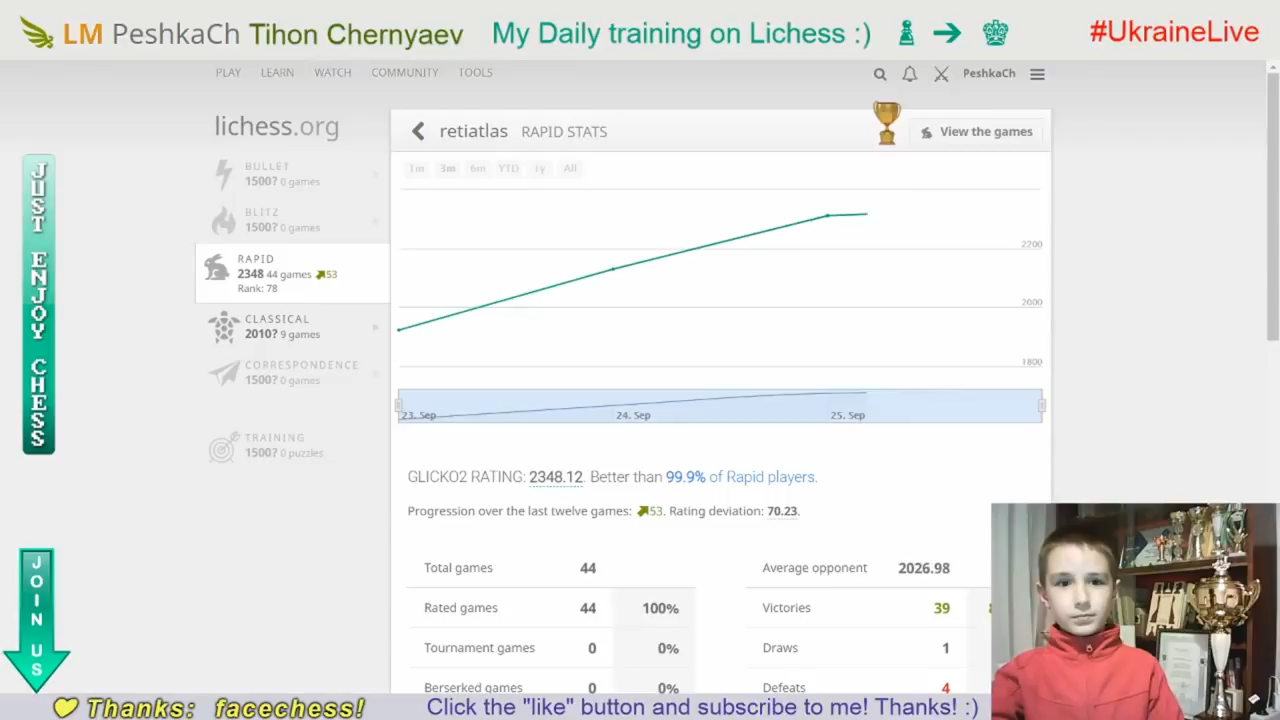 LM PeshkaCh Tihon Chernyaev My Daily training on Lichess :) #UkraineLive
PLAY LEARN WATCH COMMUNITY TOOLS PeshkaCh
lichess.org
retiatlas RAPID STATS View the games
1m 3m 6m YTD 1y All
BULLET
1500? 0 games
BLITZ
1500? 0 games
RAPID
2348 44 games 53
Rank: 78
CLASSICAL
2010? 9 games
CORRESPONDENCE
1500? 0 games
TRAINING
1500? 0 puzzles
2200
2000
1800
23. Sep 24. Sep 25. Sep
GLICKO2 RATING: 2348.12. Better than 99.9% of Rapid players.
Progression over the last twelve games: 53. Rating deviation: 70.23.
Total games 44
Rated games 44 100%
Tournament games 0 0%
Berserked games 0 0%
Average opponent 2026.98
Victories 39
Draws 1
Defeats 4
JUST ENJOY CHESS
JOIN US
Thanks: facechess!
Click the "like" button and subscribe to me! Thanks! :)